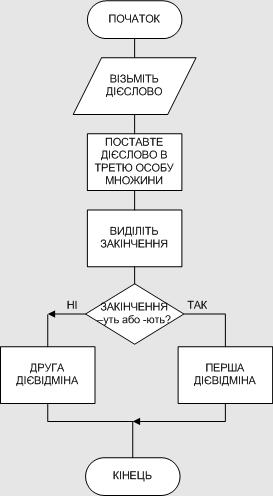 ПОЧАТОК
ВІЗЬМІТЬ
ДІЄСЛОВО
ПОСТАВТЕ
ДІЄСЛОВО В
ТРЕТЮ ОСОБУ
МНОЖИНИ
ВИДІЛІТЬ
ЗАКІНЧЕННЯ
НІ
ЗАКІНЧЕННЯ
–уть або -ють?
ТАК
ДРУГА
ДІЄВІДМІНА
ПЕРША
ДІЄВІДМІНА
КІНЕЦЬ